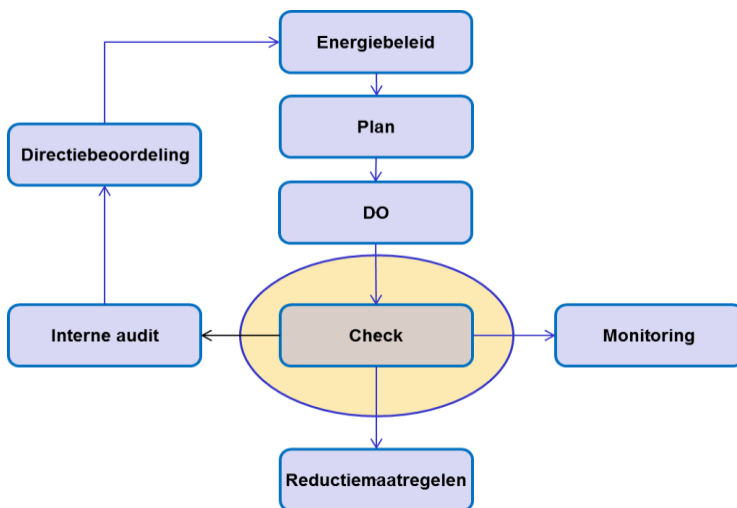 Energiebeleid
Plan
Directiebeoordeling
DO
Interne audit
Check
Monitoring
Reductiemaatregelen